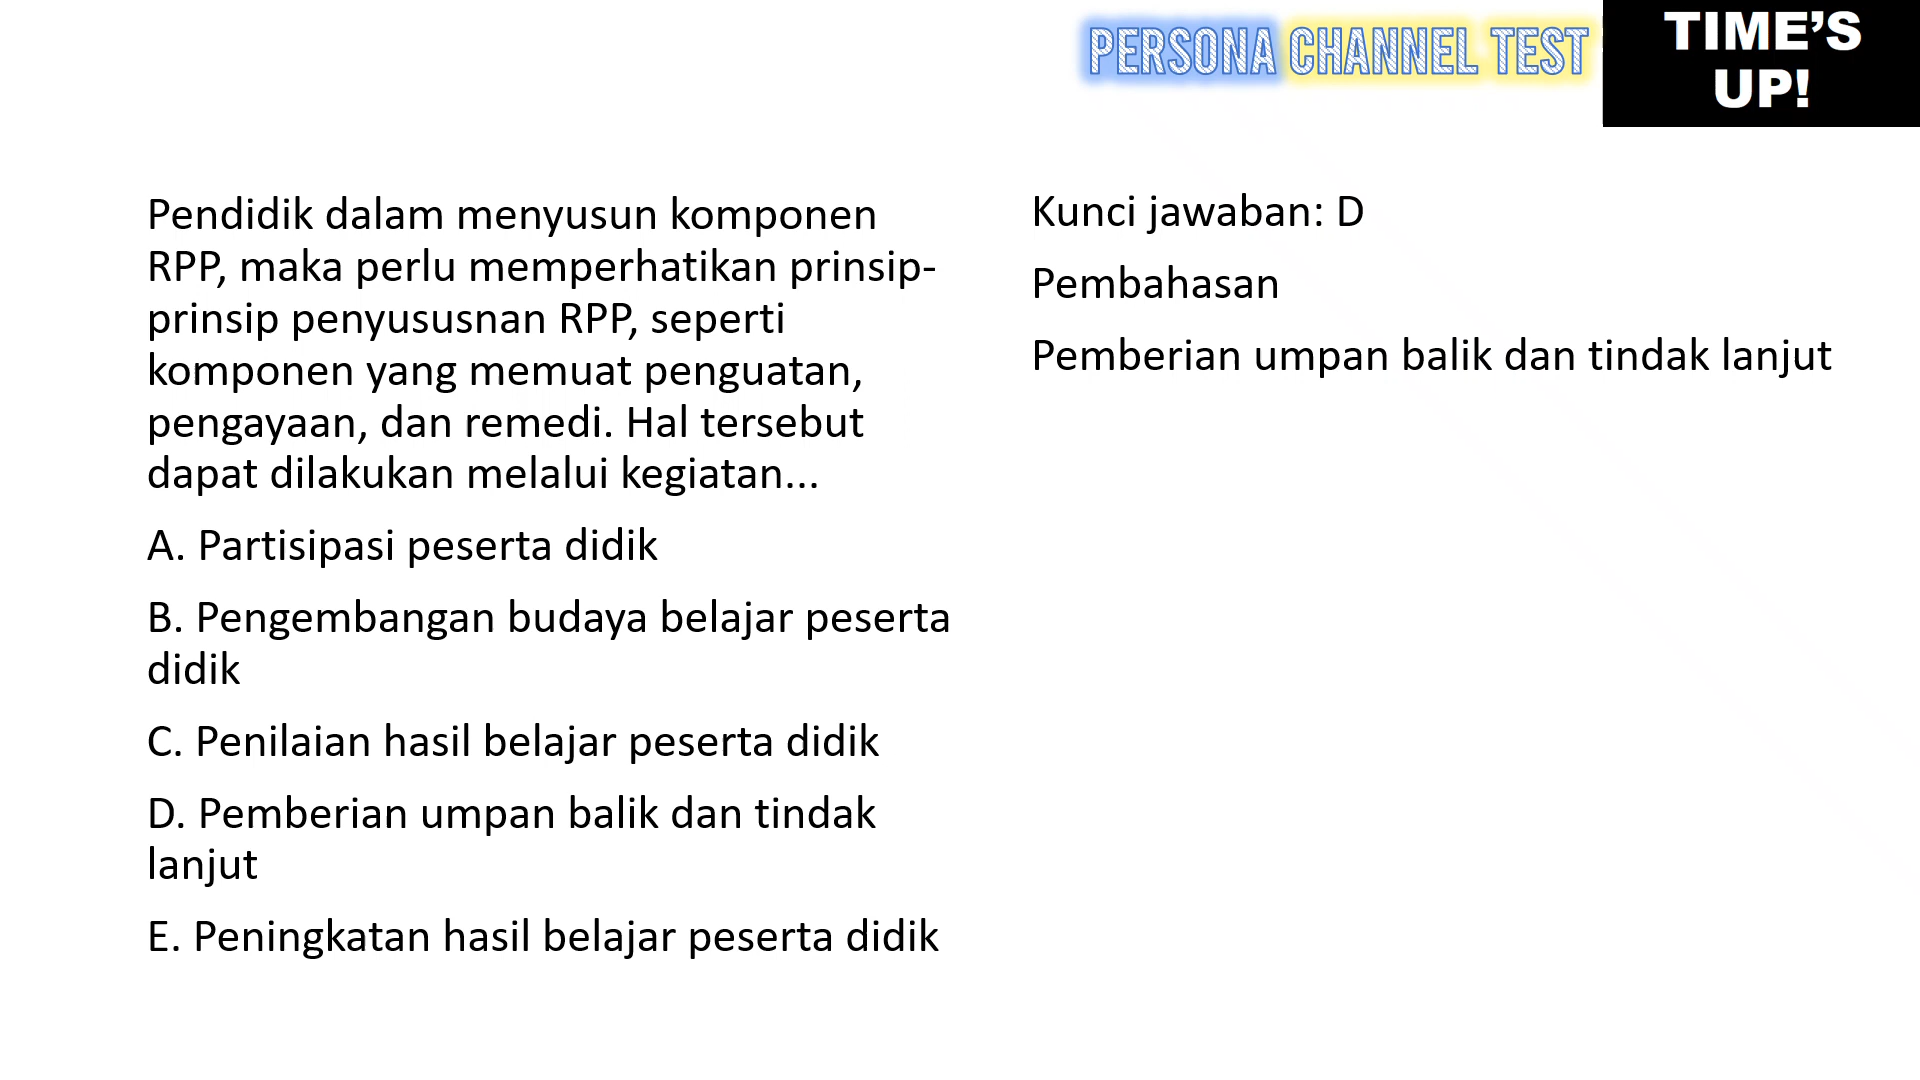 PERSONA CHANNEL TEST
TIME’S
UP!
Pendidik dalam menyusun komponen
RPP, maka perlu memperhatikan prinsip-
prinsip penyususnan RPP, seperti
komponen yang memuat penguatan,
pengayaan, dan remedi. Hal tersebut
dapat dilakukan melalui kegiatan...
A. Partisipasi peserta didik
B. Pengembangan budaya belajar peserta
didik
C. Penilaian hasil belajar peserta didik
D. Pemberian umpan balik dan tindak
lanjut
E. Peningkatan hasil belajar peserta didik
Kunci jawaban: D
Pembahasan
Pemberian umpan balik dan tindak lanjut